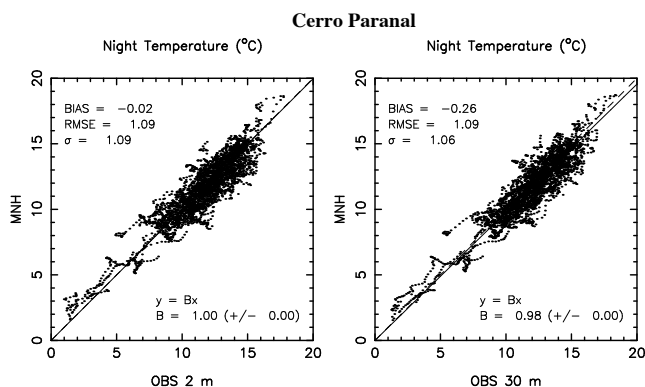 Cerro Paranal
Night Temperature (°C)
BIAS = -0.02
RMSE = 1.09
σ = 1.09
y = Bx
B = 1.00 (+/- 0.00)
MNH
20
15
10
5
0
0 5 10 15 20
OBS 2 m
Night Temperature (°C)
BIAS = -0.26
RMSE = 1.09
σ = 1.06
y = Bx
B = 0.98 (+/- 0.00)
MNH
20
15
10
5
0
0 5 10 15 20
OBS 30 m